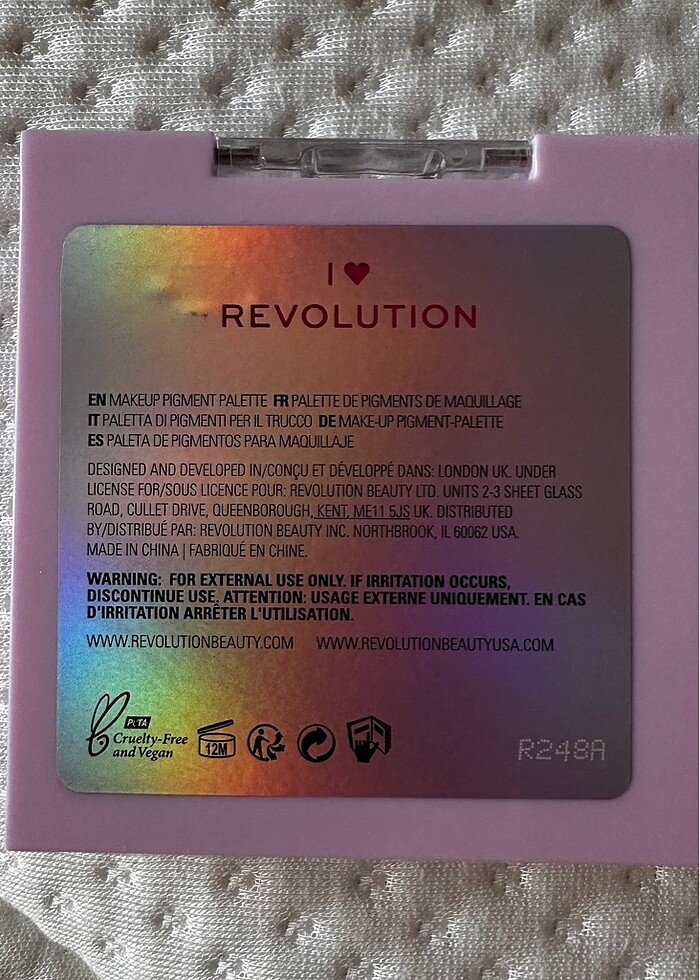 I ♥
REVOLUTION
EN MAKEUP PIGMENT PALETTE FR PALETTE DE PIGMENTS DE MAQUILLAGE
IT PALETTA DI PIGMENTI PER IL TRUCCO DE MAKE-UP PIGMENT-PALETTE
ES PALETA DE PIGMENTOS PARA MAQUILLAJE
DESIGNED AND DEVELOPED IN/CONÇU ET DÉVELOPPÉ DANS: LONDON UK. UNDER
LICENSE FOR/SOUS LICENCE POUR: REVOLUTION BEAUTY LTD. UNITS 2-3 SHEET GLASS
ROAD, CULLET DRIVE, QUEENBOROUGH, KENT, ME11 5JS UK. DISTRIBUTED
BY/DISTRIBUÉ PAR: REVOLUTION BEAUTY INC. NORTHBROOK, IL 60062 USA.
MADE IN CHINA | FABRIQUÉ EN CHINE.
WARNING: FOR EXTERNAL USE ONLY. IF IRRITATION OCCURS,
DISCONTINUE USE. ATTENTION: USAGE EXTERNE UNIQUEMENT. EN CAS
D'IRRITATION ARRÊTER L'UTILISATION.
WWW.REVOLUTIONBEAUTY.COM WWW.REVOLUTIONBEAUTYUSA.COM
PETA
Cruelty-Free
and Vegan
12M
R248A